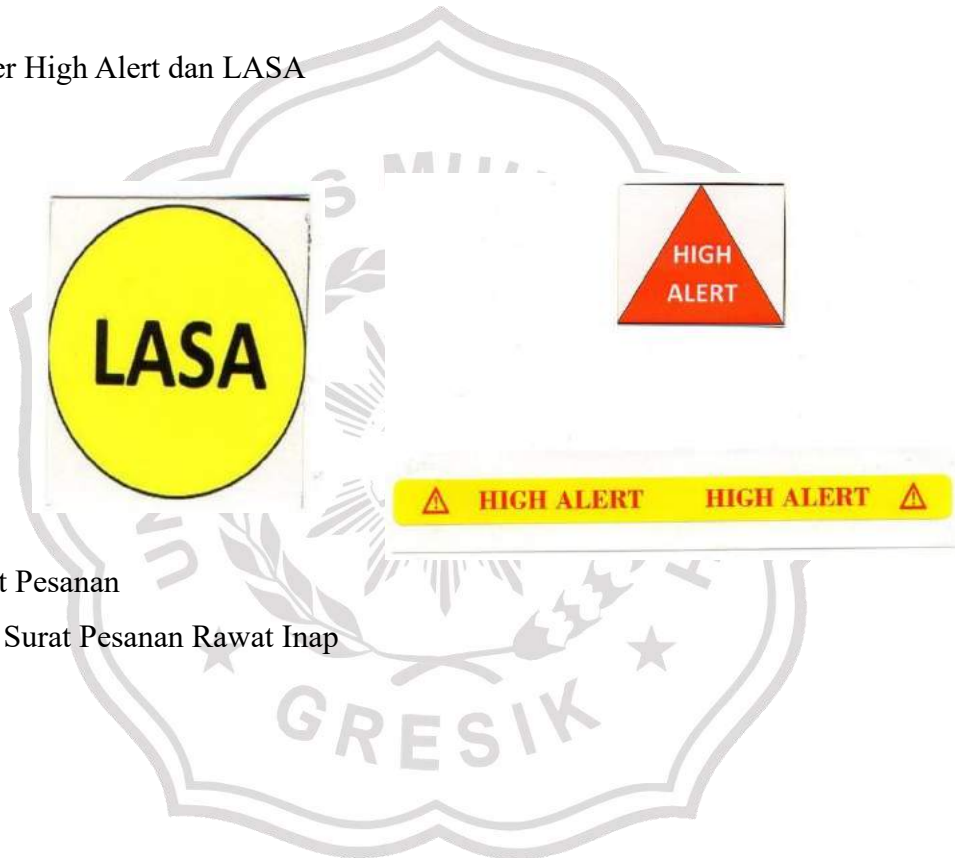 er High Alert dan LASA
LASA
HIGH
ALERT
HIGH ALERT HIGH ALERT
t Pesanan
Surat Pesanan Rawat Inap
GRESIK